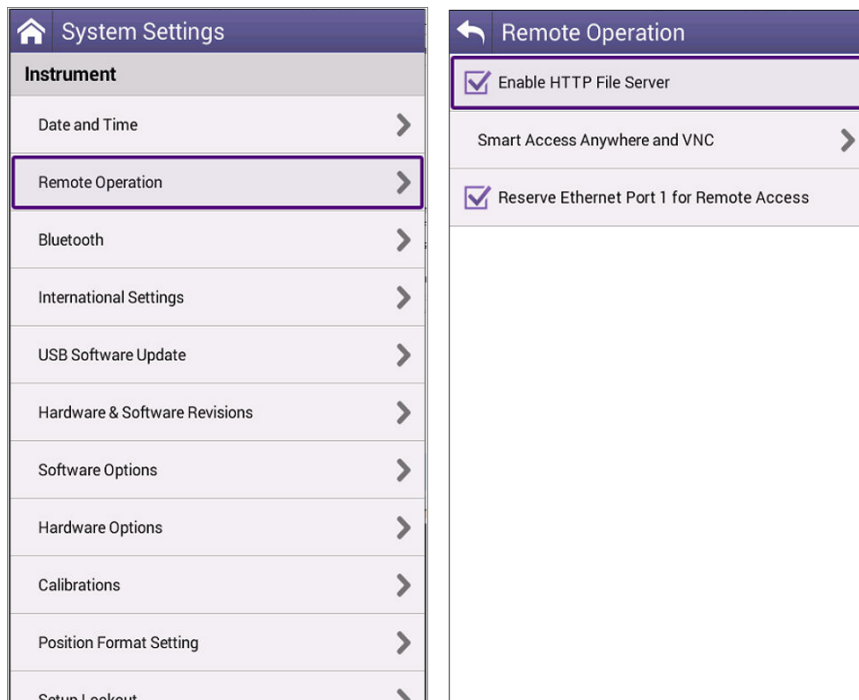 System Settings
Instrument
Date and Time
Remote Operation
Bluetooth
International Settings
USB Software Update
Hardware & Software Revisions
Software Options
Hardware Options
Calibrations
Position Format Setting
Setup Lockout
Remote Operation
Enable HTTP File Server
Smart Access Anywhere and VNC
Reserve Ethernet Port 1 for Remote Access